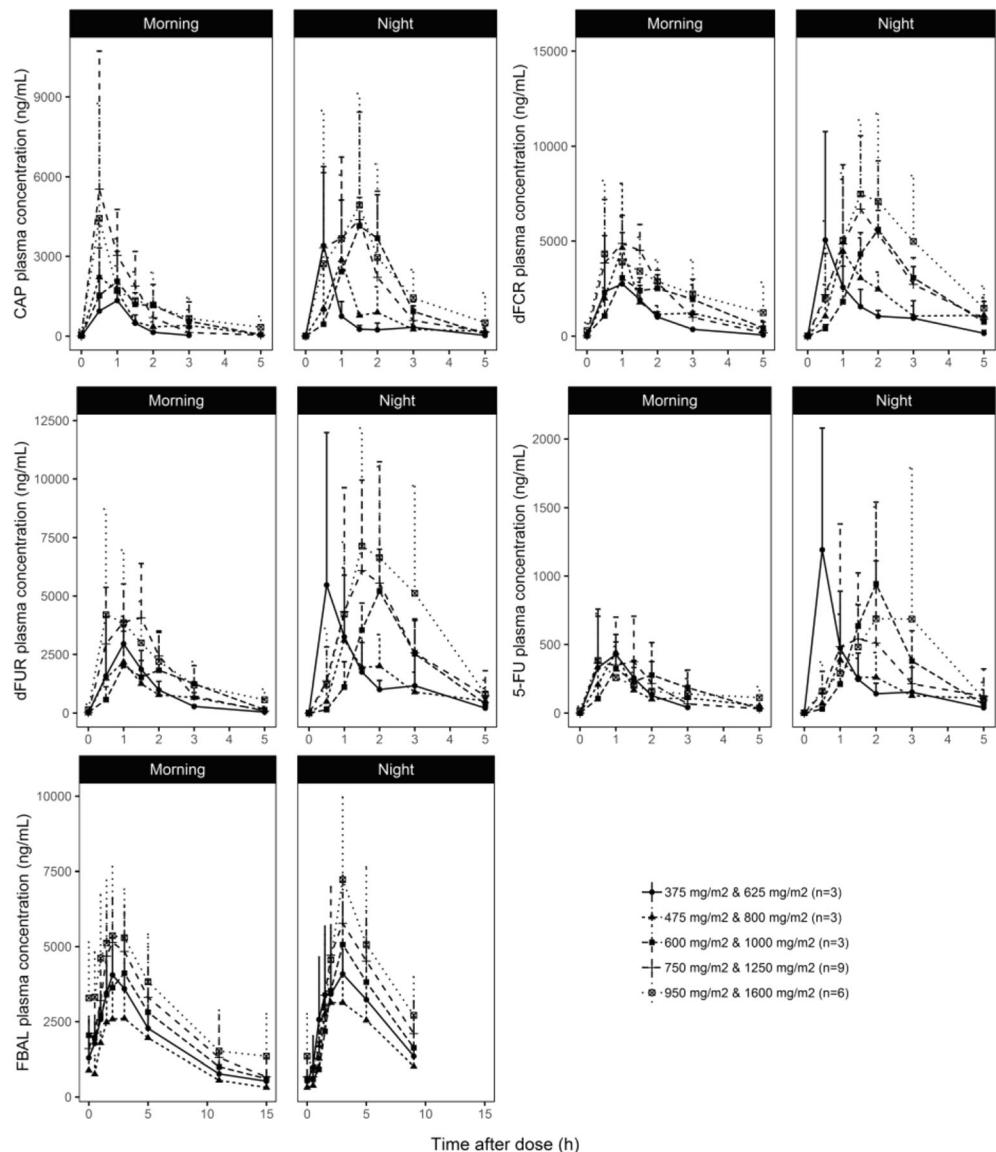 Morning Night
CAP plasma concentration (ng/mL)
9000
6000
3000
0
0 1 2 3 4 5 0 1 2 3 4 5
Morning Night
dFCR plasma concentration (ng/mL)
15000
10000
5000
0
0 1 2 3 4 5 0 1 2 3 4 5
Morning Night
dFUR plasma concentration (ng/mL)
12500
10000
7500
5000
2500
0
0 1 2 3 4 5 0 1 2 3 4 5
Morning Night
5-FU plasma concentration (ng/mL)
2000
1500
1000
500
0
0 1 2 3 4 5 0 1 2 3 4 5
Morning Night
FBAL plasma concentration (ng/mL)
10000
7500
5000
2500
0
0 5 10 15 0 5 10 15
375 mg/m2 & 625 mg/m2 (n=3)
475 mg/m2 & 800 mg/m2 (n=3)
600 mg/m2 & 1000 mg/m2 (n=3)
750 mg/m2 & 1250 mg/m2 (n=9)
950 mg/m2 & 1600 mg/m2 (n=6)
Time after dose (h)